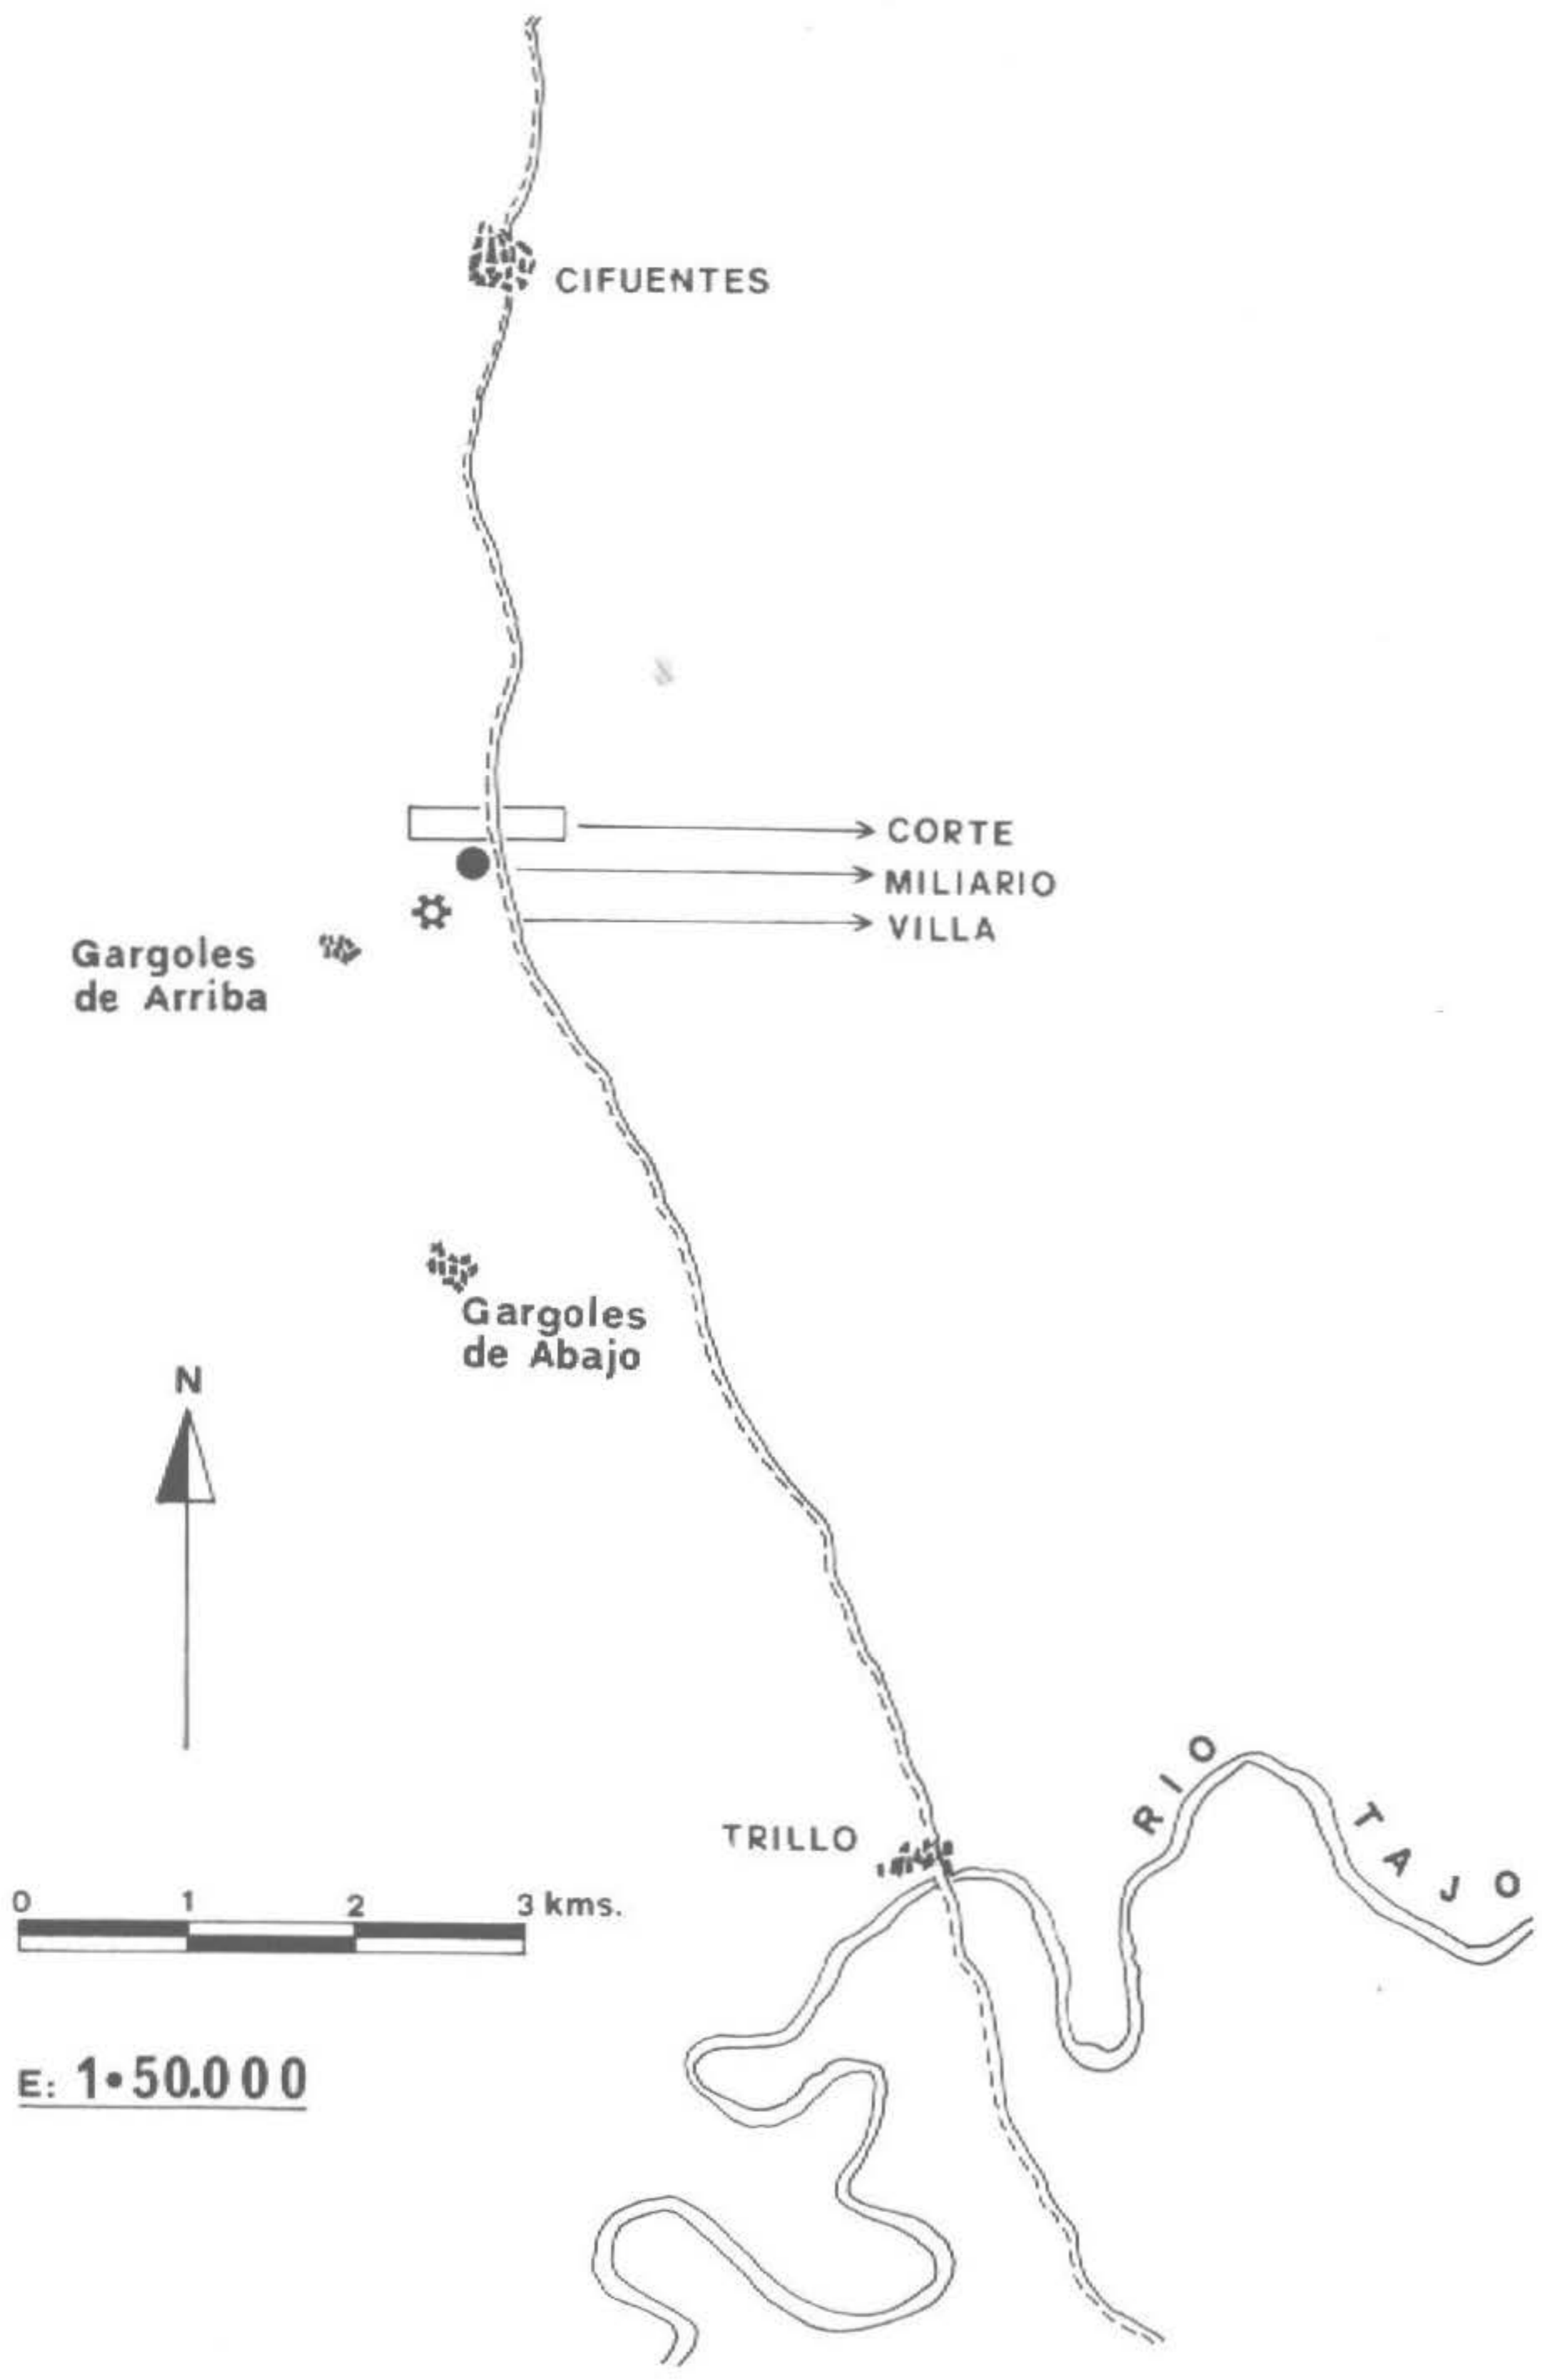 CIFUENTES
CORTE
MILIARIO
VILLA
Gargoles
de Arriba
Gargoles
de Abajo
N
TRILLO
RIO TAJO
0 1 2 3 kms.
E: 1•50.000